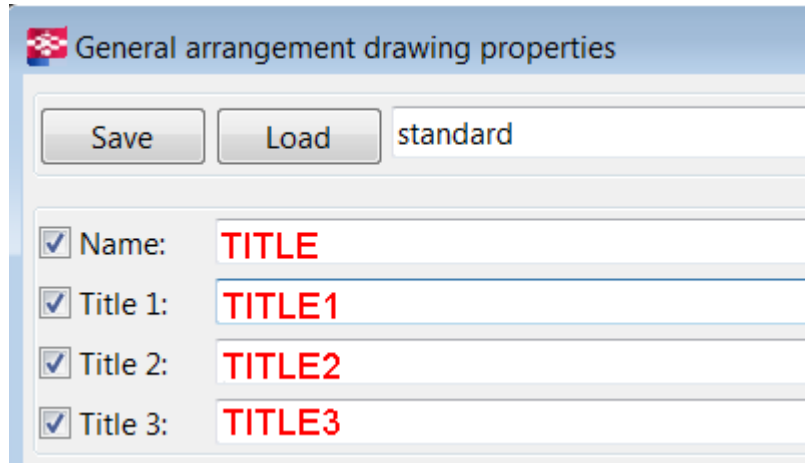 General arrangement drawing properties
Save Load standard
Name: TITLE
Title 1: TITLE1
Title 2: TITLE2
Title 3: TITLE3